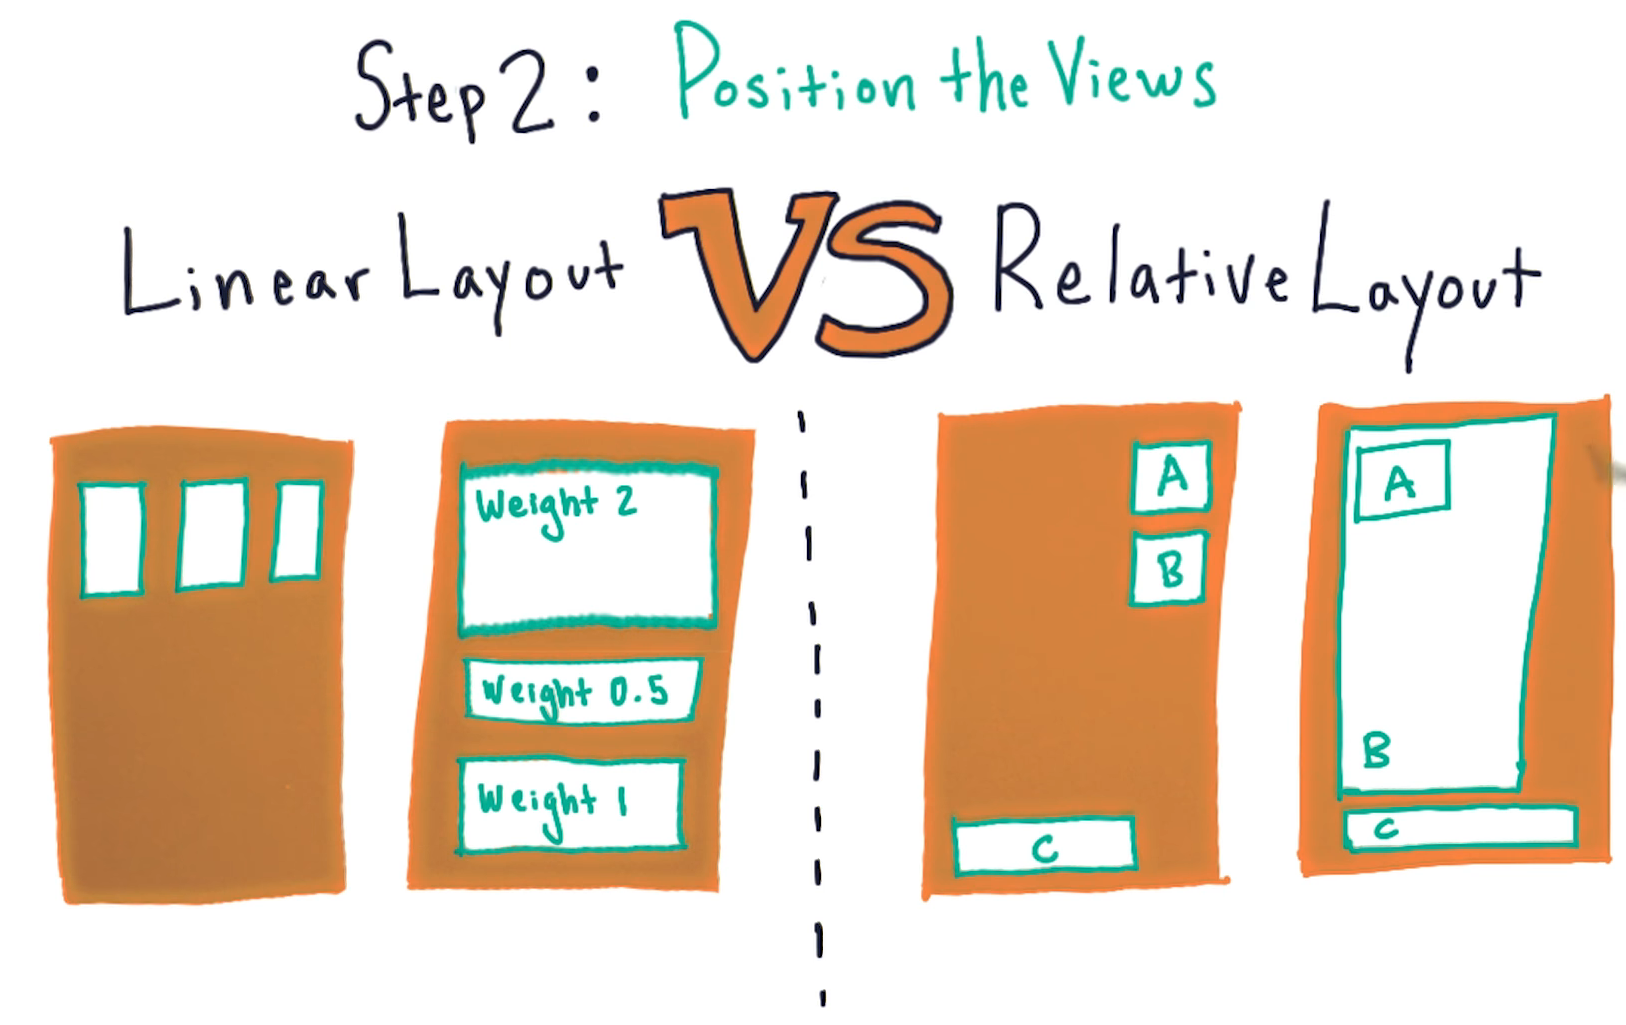 Step 2: Position the Views
Linear Layout VS Relative Layout
Weight 2
Weight 0.5
Weight 1
A
B
C
A
B
C